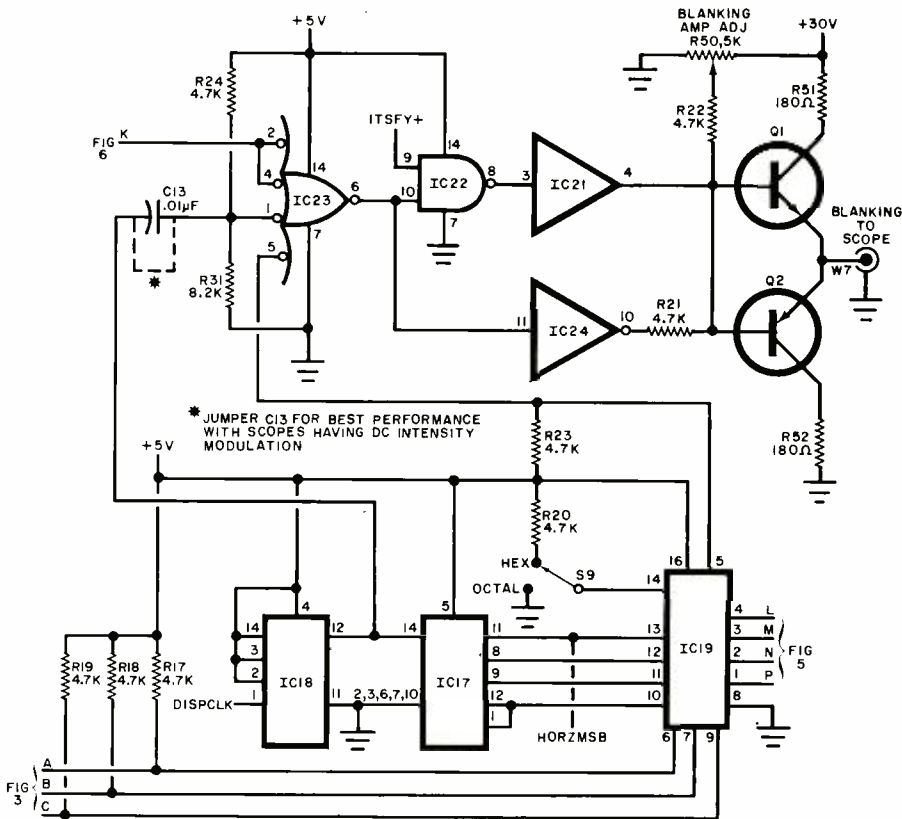 +5V
BLANKING
AMP ADJ
R50,5K
+30V
R24
4.7K
ITSFY+
R22
4.7K
R51
180Ω
Q1
FIG
6
K
2
14
14
9
4
6
10
IC22
8
3
IC21
4
C13
.01µF
1
IC23
7
7
*
5
R31
8.2K
BLANKING
TO
SCOPE
W7
Q2
11
IC24
10
R21
4.7K
* JUMPER C13 FOR BEST PERFORMANCE
WITH SCOPES HAVING DC INTENSITY
MODULATION
R23
4.7K
R52
180Ω
+5V
R20
4.7K
HEX
S9
OCTAL
16
5
14
4
5
14
12
14
11
13
4
L
3
IC18
IC17
8
12
IC19
3
M
2
9
11
2
N
FIG
5
DISPCLK
1
11
2,3,6,7,10
12
10
1
P
1
8
HORZMSB
6
7
9
R19
4.7K
R18
4.7K
R17
4.7K
FIG
3
A
B
C